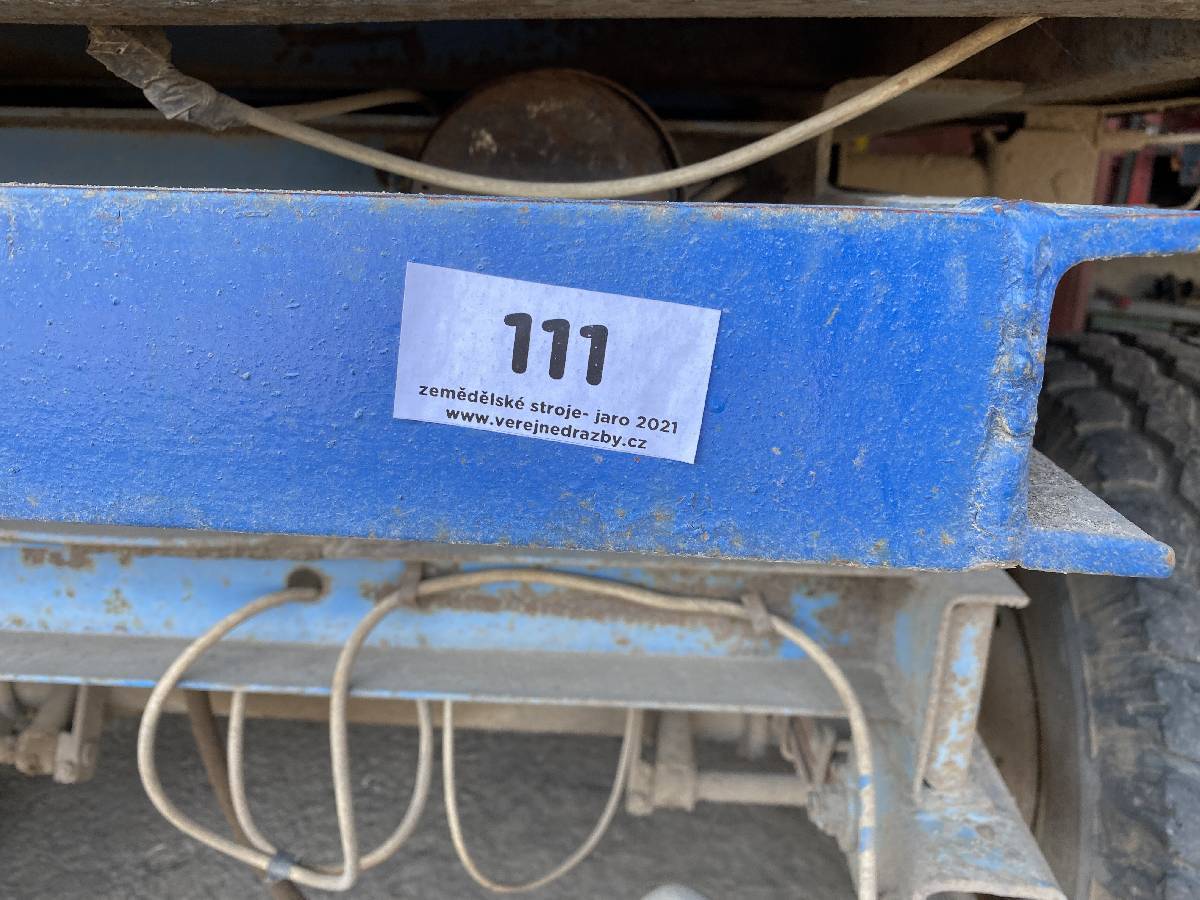 111
zemědělské stroje- jaro 2021
www.verejnedrazby.cz